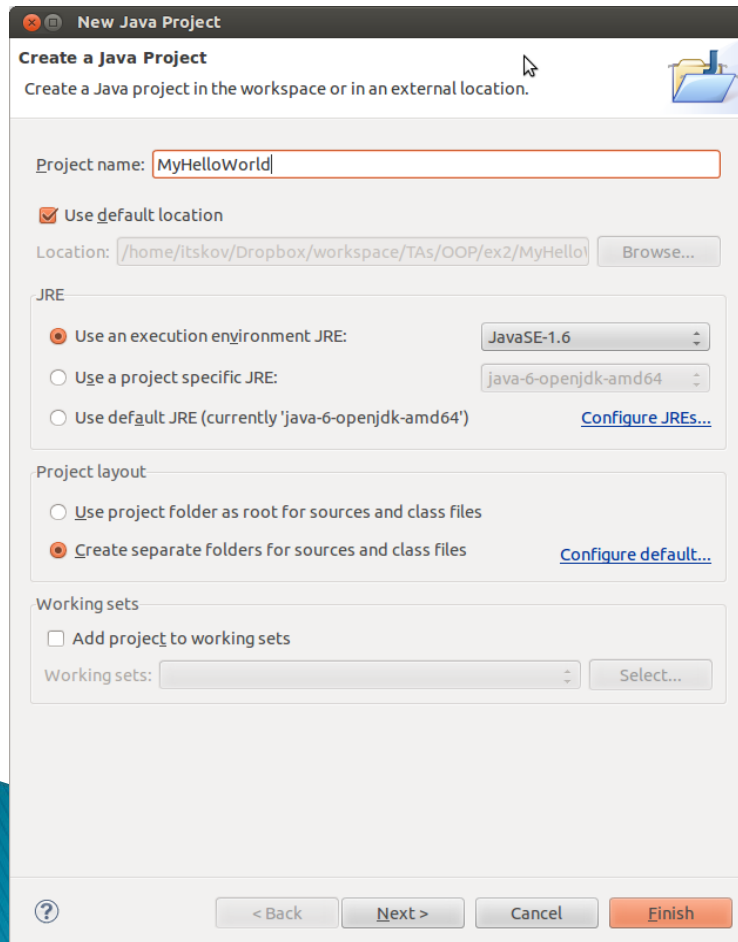 New Java Project
Create a Java Project
Create a Java project in the workspace or in an external location.
Project name: MyHelloWorld
Use default location
Location: /home/itskov/Dropbox/workspace/TAs/OOP/ex2/MyHello Browse...
JRE
Use an execution environment JRE: JavaSE-1.6
Use a project specific JRE: java-6-openjdk-amd64
Use default JRE (currently 'java-6-openjdk-amd64') Configure JREs...
Project layout
Use project folder as root for sources and class files
Create separate folders for sources and class files Configure default...
Working sets
Add project to working sets
Working sets: Select...
? < Back Next > Cancel Finish